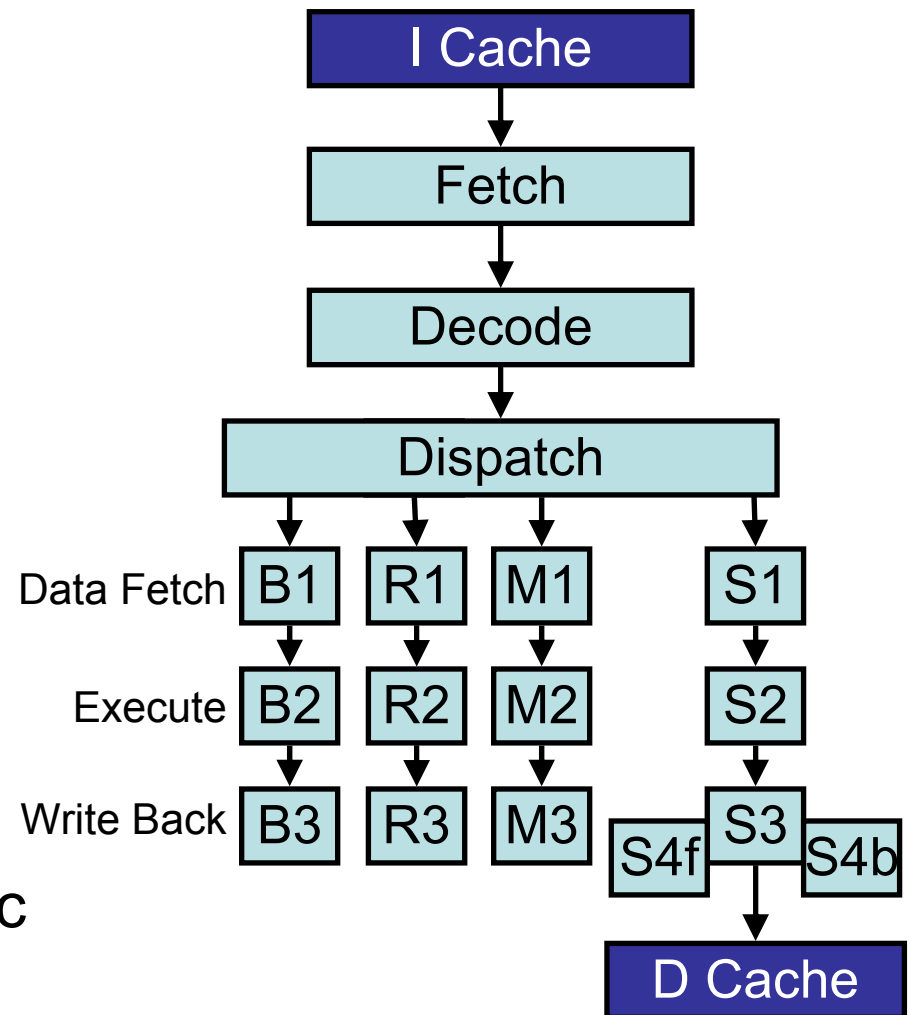 I Cache
Fetch
Decode
Dispatch
Data Fetch B1 R1 M1 S1
Execute B2 R2 M2 S2
Write Back B3 R3 M3 S3
S4f S4b
c
D Cache